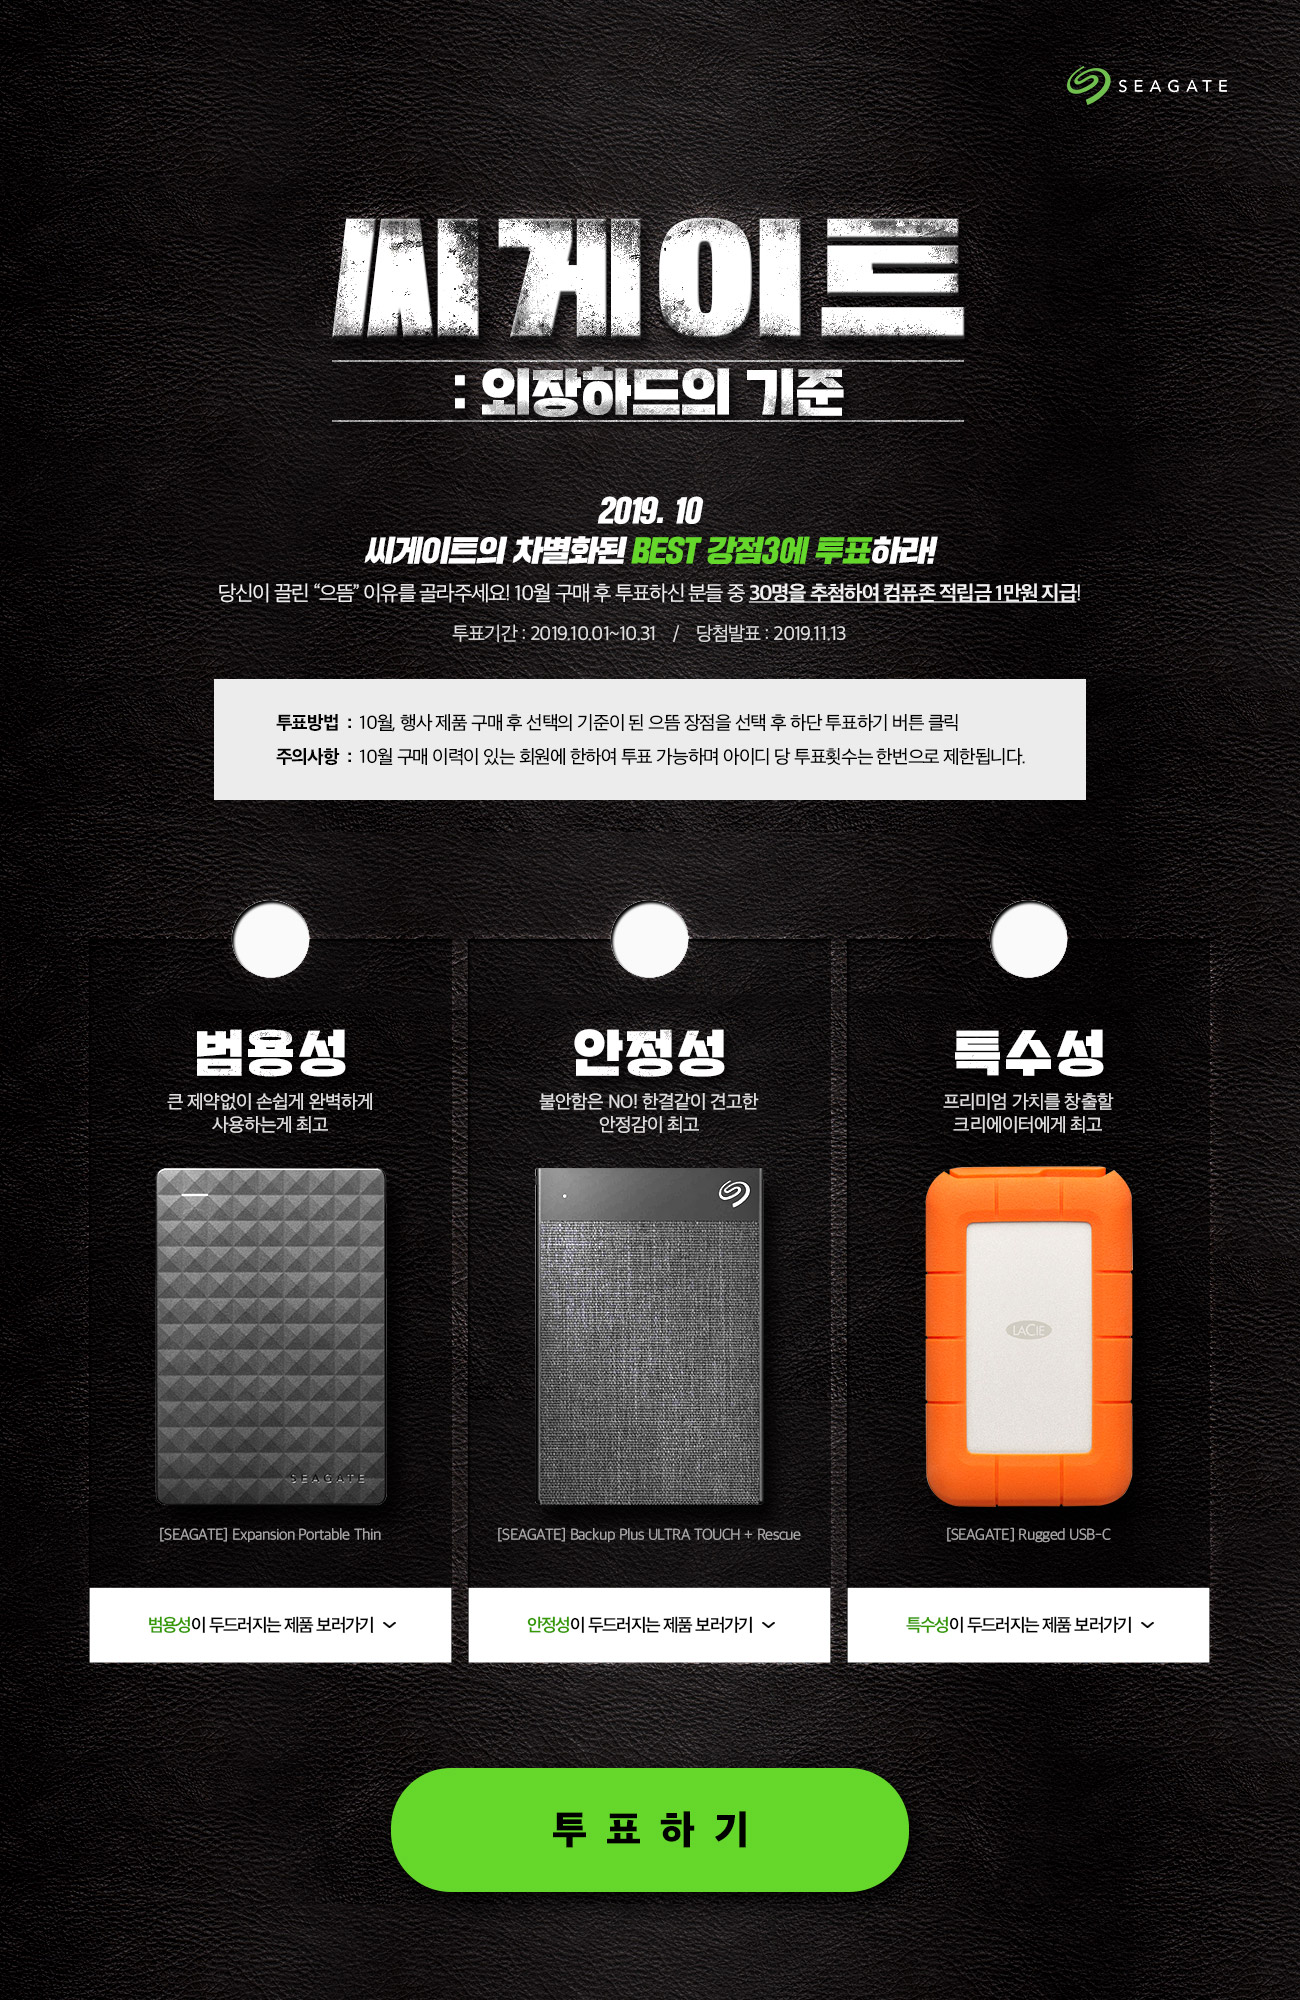 SEAGATE
씨게이트
: 외장하드의 기준
2019. 10
씨게이트의 차별화된 BEST 강점3에 투표하라!
당신이 끌린 “으뜸” 이유를 골라주세요! 10월 구매 후 투표하신 분들 중 30명을 추첨하여 컴퓨존 적립금 1만원 지급!
투표기간 : 2019.10.01~10.31 / 당첨발표 : 2019.11.13
투표방법 : 10월, 행사 제품 구매 후 선택의 기준이 된 으뜸 장점을 선택 후 하단 투표하기 버튼 클릭
주의사항 : 10월 구매 이력이 있는 회원에 한하여 투표 가능하며 아이디 당 투표횟수는 한번으로 제한됩니다.
범용성
큰 제약없이 손쉽게 완벽하게
사용하는게 최고
SEAGATE
[SEAGATE] Expansion Portable Thin
범용성이 두드러지는 제품 보러가기
안정성
불안함은 NO! 한결같이 견고한
안정감이 최고
[SEAGATE] Backup Plus ULTRA TOUCH + Rescue
안정성이 두드러지는 제품 보러가기
특수성
프리미엄 가치를 창출할
크리에이터에게 최고
LACIE
[SEAGATE] Rugged USB-C
특수성이 두드러지는 제품 보러가기
투표하기